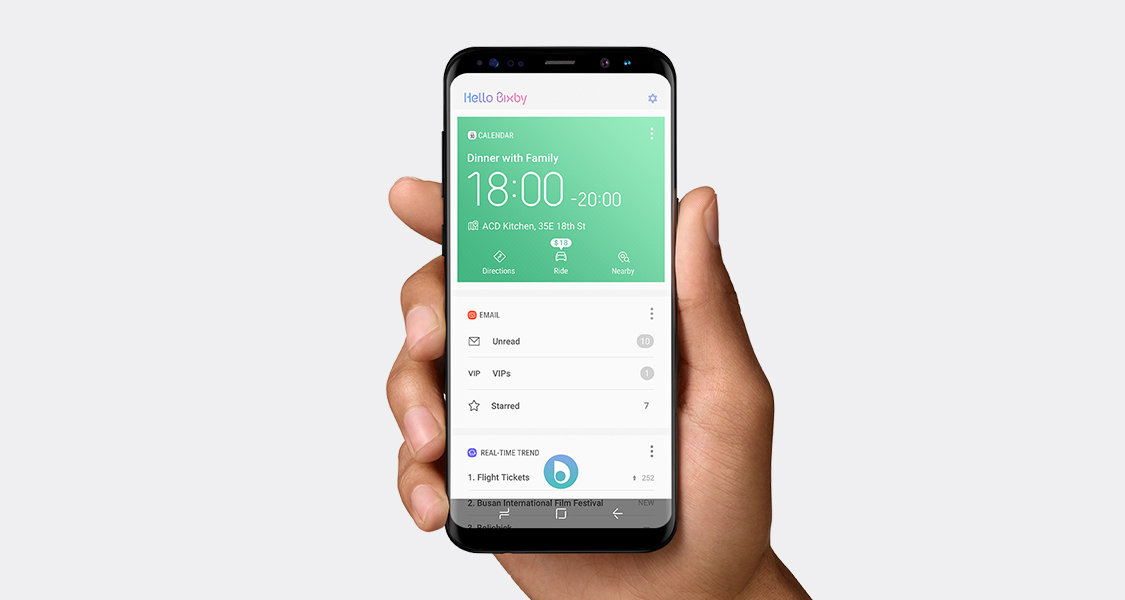 Hello Bixby
CALENDAR
Dinner with Family
18:00 -20:00
ACD Kitchen, 35E 18th St
$ 18
Directions Ride Nearby
EMAIL
Unread 10
VIP VIPs 1
Starred 7
REAL-TIME TREND
1. Flight Tickets 252
2. Busan International Film Festival NEW